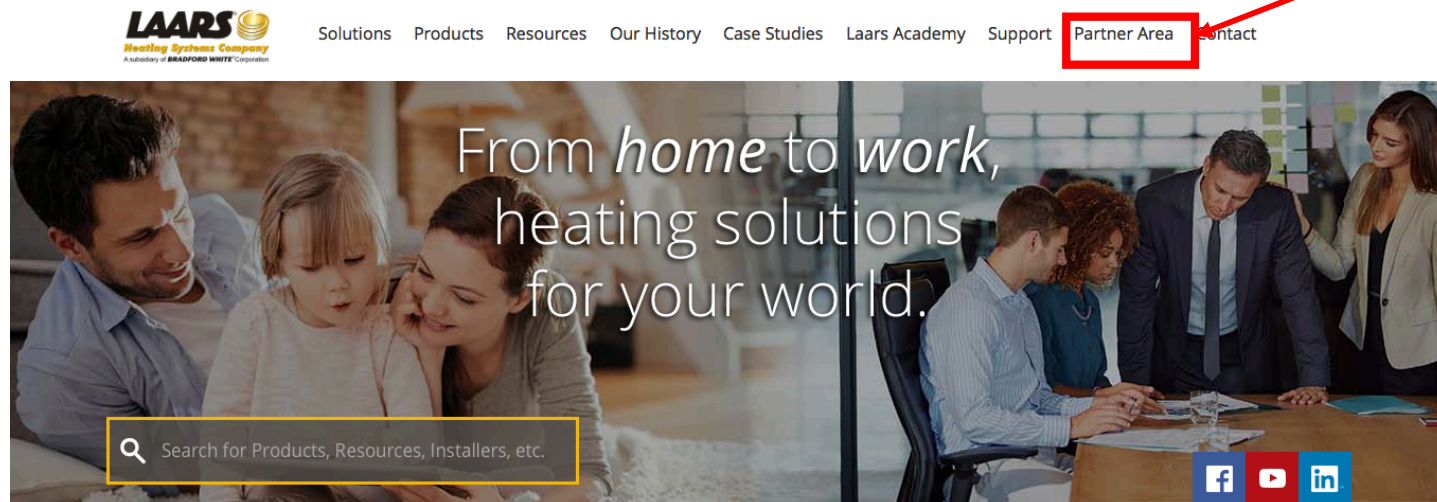 LAARS
Heating Systems Company
A subsidiary of BRADFORD WHITE® Corporation
Solutions Products Resources Our History Case Studies Laars Academy Support Partner Area Contact
From home to work,
heating solutions
for your world.
Search for Products, Resources, Installers, etc.
f
in